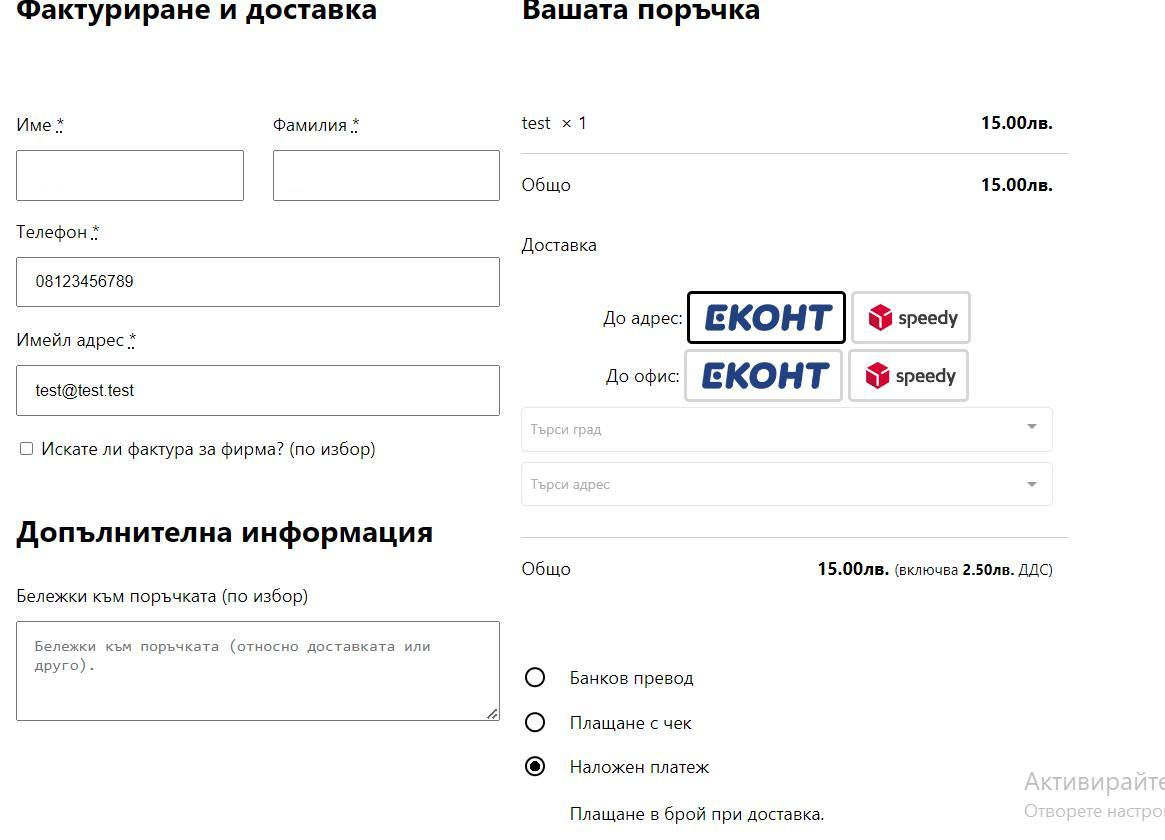 Фактуриране и доставка
Име *
Фамилия *
Телефон *
08123456789
Имейл адрес *
test@test.test
Искате ли фактура за фирма? (по избор)
Допълнителна информация
Бележки към поръчката (по избор)
Бележки към поръчката (относно доставката или
друго).
Вашата поръчка
test × 1 15.00лв.
Общо 15.00лв.
Доставка
До адрес: ЕКОНТ speedy
До офис: ЕКОНТ speedy
Търси град
Търси адрес
Общо 15.00лв. (включва 2.50лв. ДДС)
Банков превод
Плащане с чек
Наложен платеж
Плащане в брой при доставка.
Активирайте
Отворете